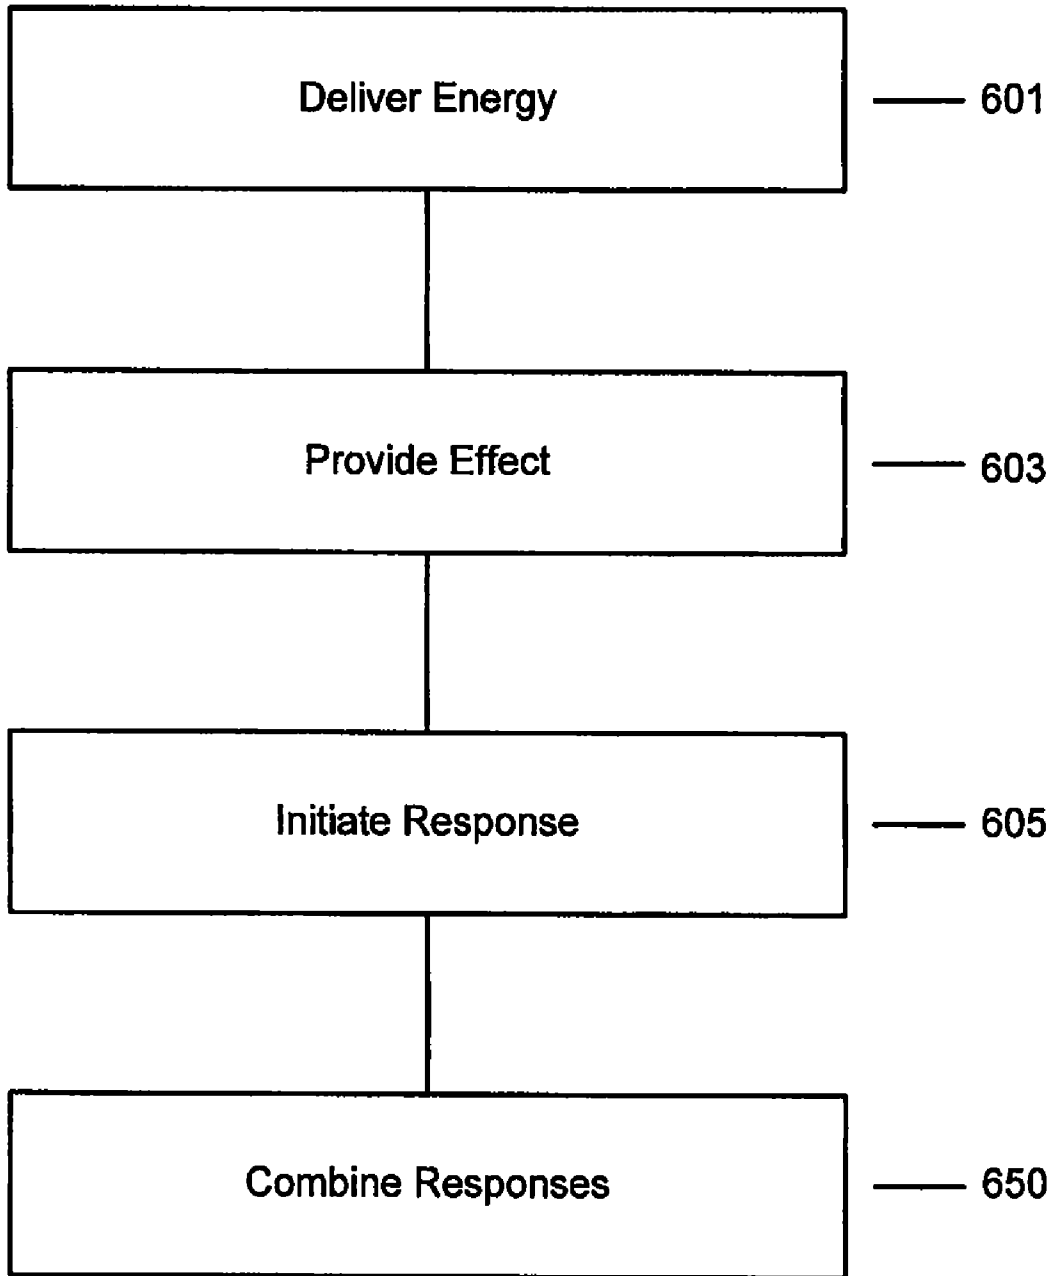 Deliver Energy
601
Provide Effect
603
Initiate Response
605
Combine Responses
650